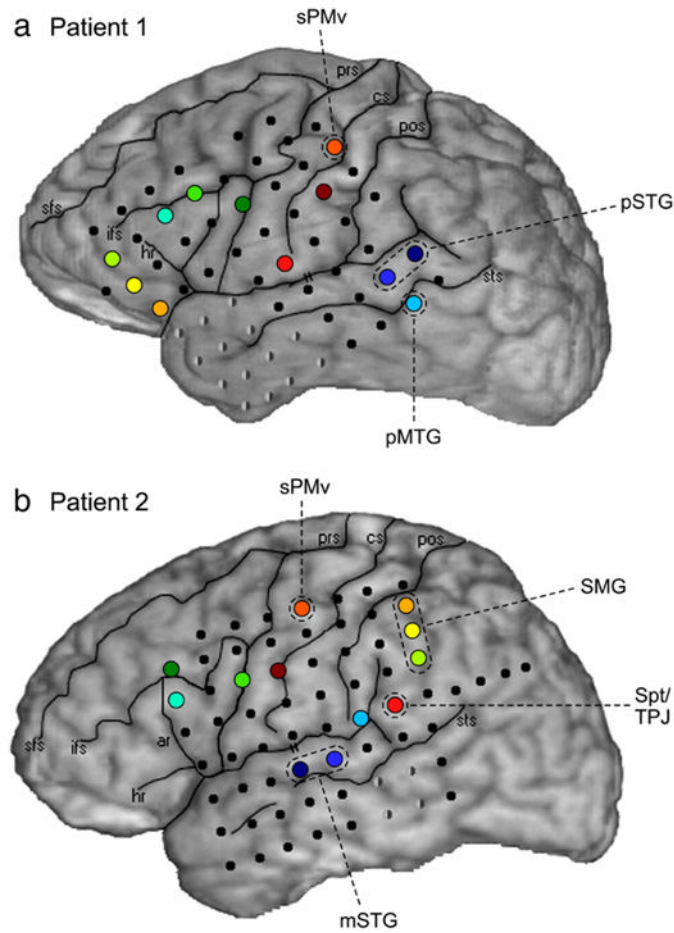 a Patient 1
sPMv
prs
cs
pos
pSTG
sfs
ifs
hr
sts
pMTG
b Patient 2
sPMv
prs
cs
pos
SMG
Spt/
TPJ
sts
sfs
ifs
ar
hr
mSTG